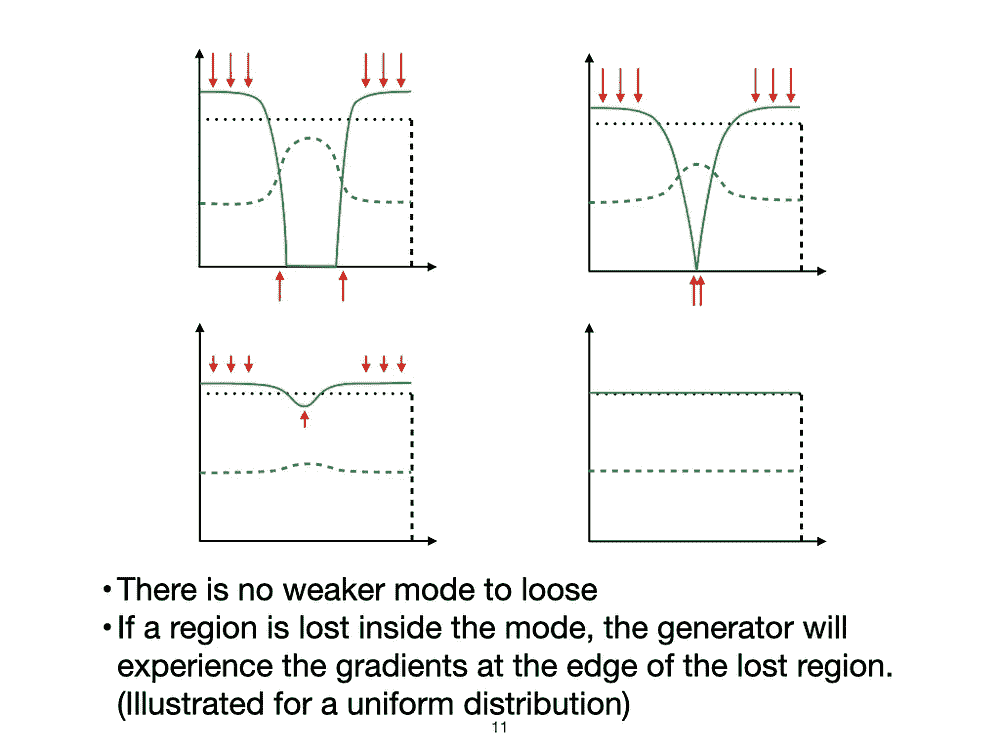 •There is no weaker mode to loose
•If a region is lost inside the mode, the generator will
experience the gradients at the edge of the lost region.
(Illustrated for a uniform distribution)
11